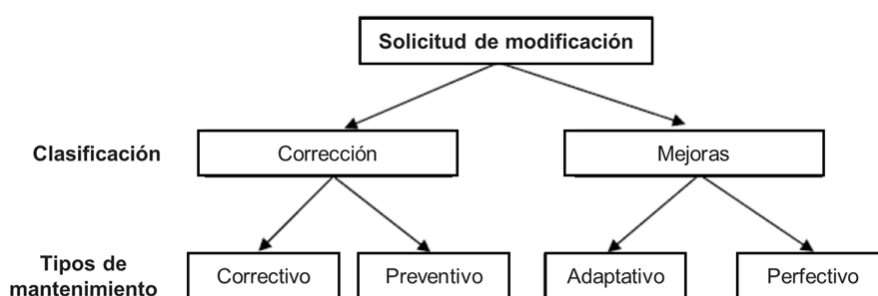 Solicitud de modificación
Clasificación
Corrección
Mejoras
Tipos de
mantenimiento
Correctivo
Preventivo
Adaptativo
Perfectivo